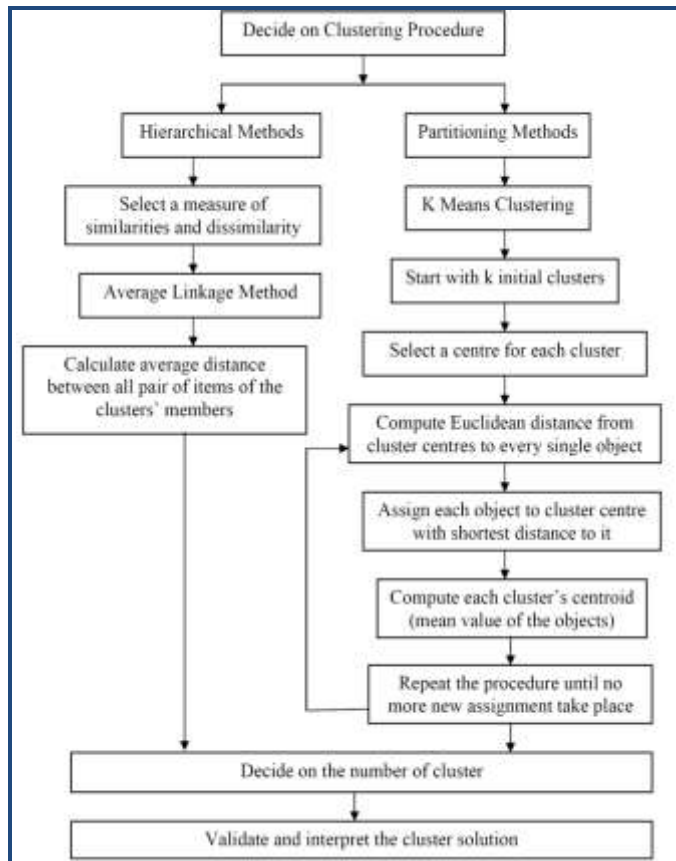 Decide on Clustering Procedure
Hierarchical Methods
Partitioning Methods
Select a measure of
similarities and dissimilarity
K Means Clustering
Average Linkage Method
Start with k initial clusters
Calculate average distance
between all pair of items of the
clusters` members
Select a centre for each cluster
Compute Euclidean distance from
cluster centres to every single object
Assign each object to cluster centre
with shortest distance to it
Compute each cluster`s centroid
(mean value of the objects)
Repeat the procedure until no
more new assignment take place
Decide on the number of cluster
Validate and interpret the cluster solution